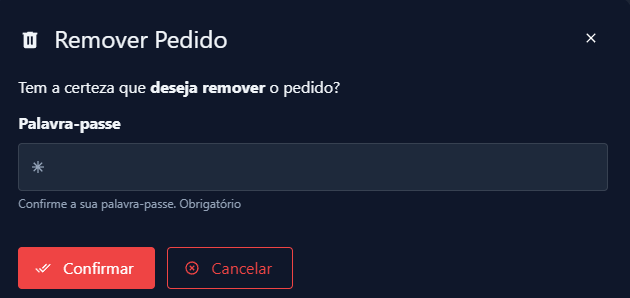 Remover Pedido
Tem a certeza que deseja remover o pedido?
Palavra-passe
Confirme a sua palavra-passe. Obrigatório
Confirmar
Cancelar